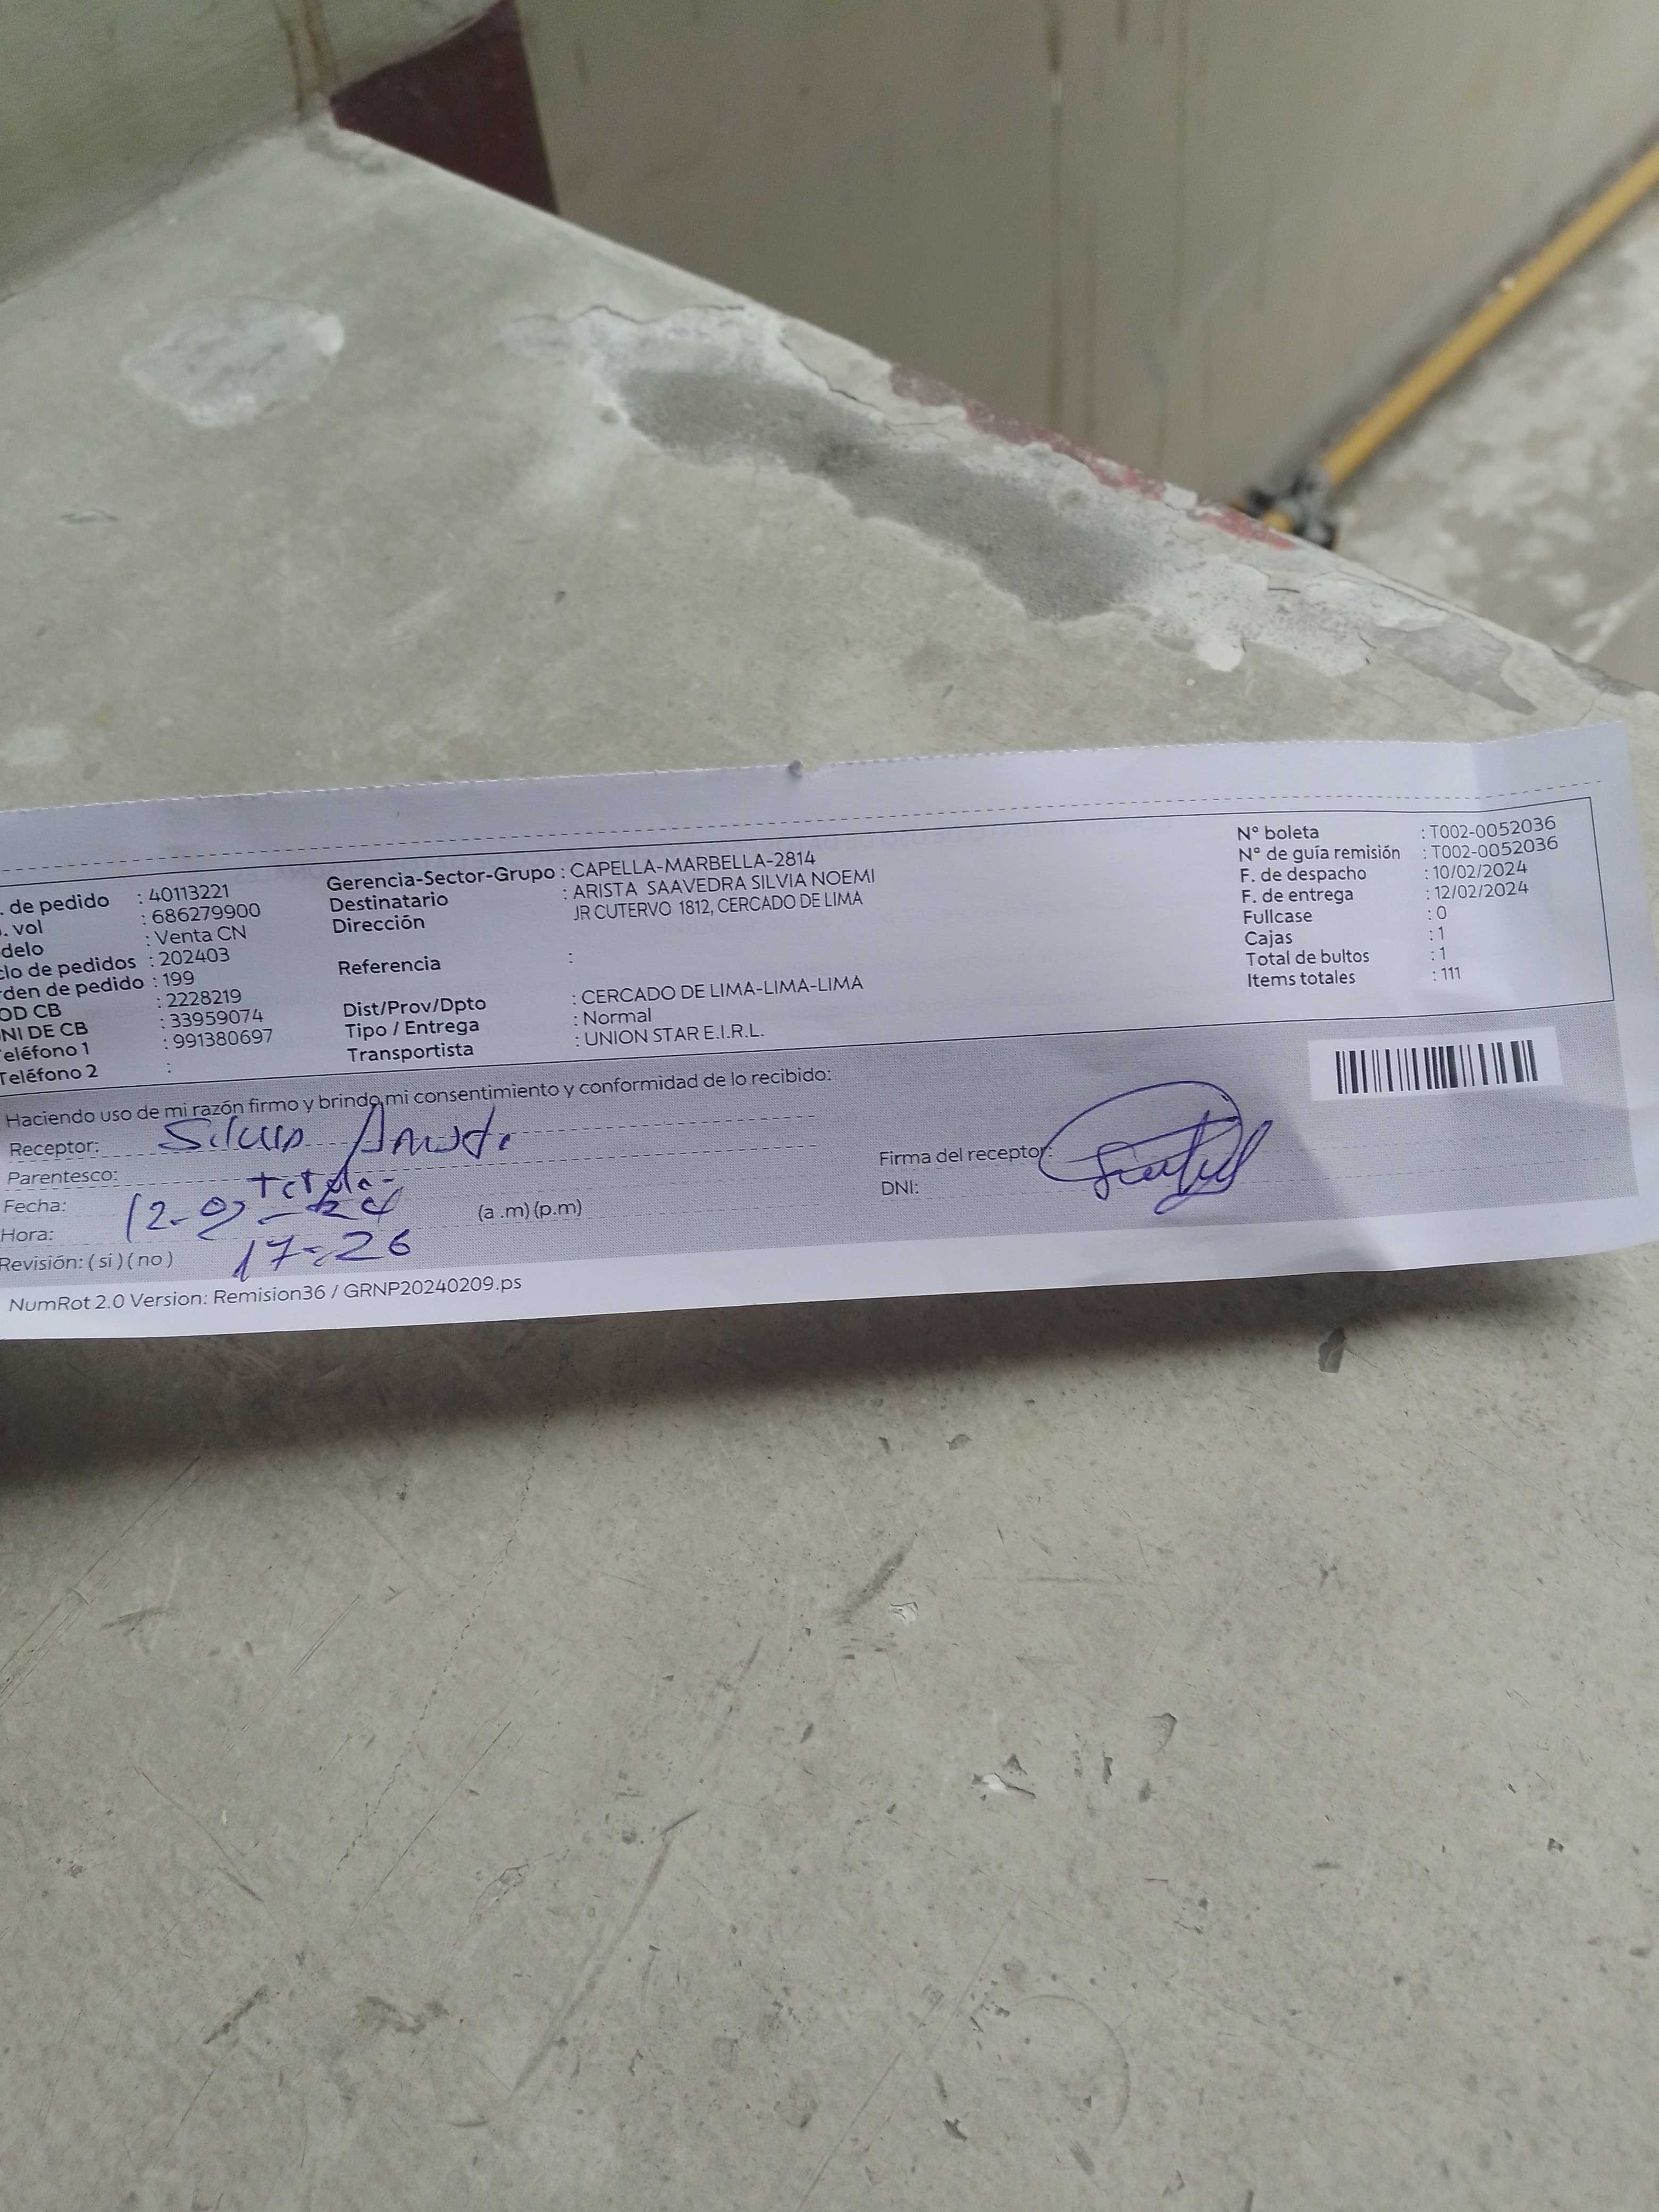 . de pedido : 40113221
. vol : 686279900
delo : Venta CN
clo de pedidos : 202403
rden de pedido : 199
OD CB : 2228219
NI DE CB : 33959074
eléfono 1 : 991380697
Teléfono 2 :
Gerencia-Sector-Grupo : CAPELLA-MARBELLA-2814
Destinatario : ARISTA SAAVEDRA SILVIA NOEMI
Dirección JR CUTERVO 1812, CERCADO DE LIMA
Referencia :
Dist/Prov/Dpto : CERCADO DE LIMA-LIMA-LIMA
Tipo / Entrega : Normal
Transportista : UNION STAR E.I.R.L.
N° boleta : T002-0052036
N° de guía remisión : T002-0052036
F. de despacho : 10/02/2024
F. de entrega : 12/02/2024
Fullcase : 0
Cajas : 1
Total de bultos : 1
Items totales : 111
Haciendo uso de mi razón firmo y brindo mi consentimiento y conformidad de lo recibido:
Receptor:
Parentesco:
Fecha:
Hora: 17:26 (a .m) (p.m)
Revisión: ( si ) ( no )
Firma del receptor:
DNI:
NumRot 2.0 Version: Remision36 / GRNP20240209.ps